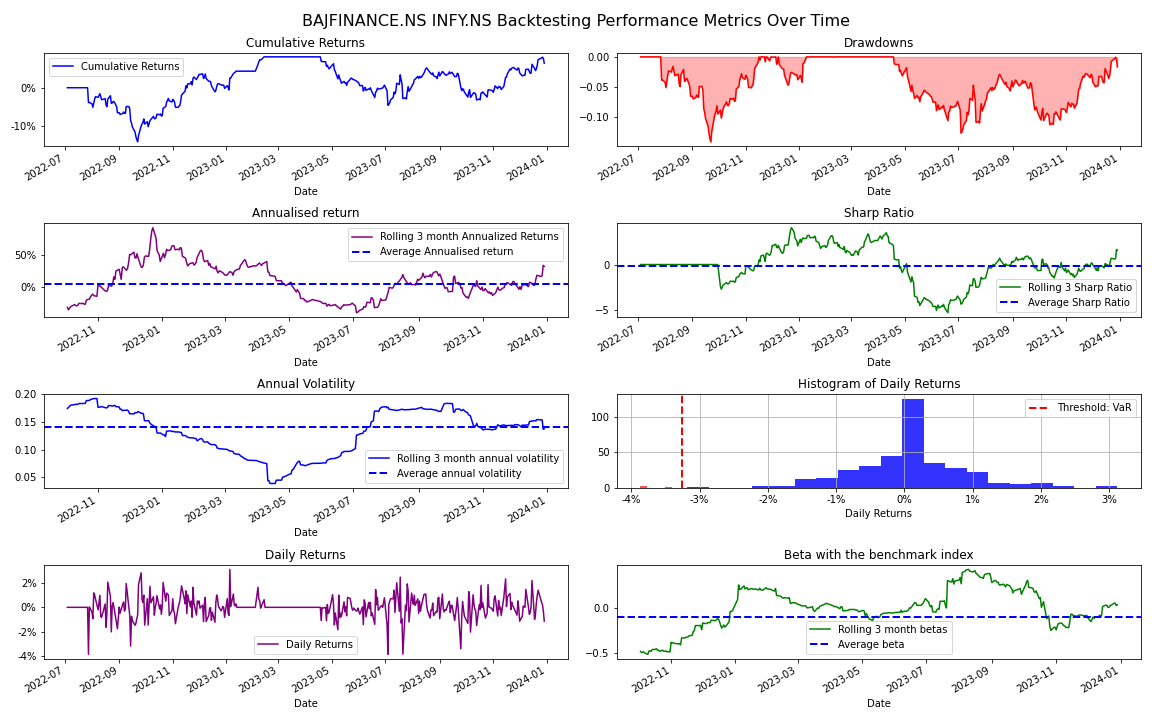 BAJFINANCE.NS INFY.NS Backtesting Performance Metrics Over Time
Cumulative Returns
Cumulative Returns
0%
-10%
2022-07 2022-09 2022-11 2023-01 2023-03 2023-05 2023-07 2023-09 2023-11 2024-01
Date
Drawdowns
0.00
−0.05
−0.10
2022-07 2022-09 2022-11 2023-01 2023-03 2023-05 2023-07 2023-09 2023-11 2024-01
Date
Annualised return
Rolling 3 month Annualized Returns
Average Annualised return
50%
0%
2022-11 2023-01 2023-03 2023-05 2023-07 2023-09 2023-11 2024-01
Date
Sharp Ratio
0
−5
Rolling 3 Sharp Ratio
Average Sharp Ratio
2022-07 2022-09 2022-11 2023-01 2023-03 2023-05 2023-07 2023-09 2023-11 2024-01
Date
Annual Volatility
0.20
0.15
0.10
0.05
Rolling 3 month annual volatility
Average annual volatility
2022-11 2023-01 2023-03 2023-05 2023-07 2023-09 2023-11 2024-01
Date
Histogram of Daily Returns
Threshold: VaR
100
50
0
-4% -3% -2% -1% 0% 1% 2% 3%
Daily Returns
Daily Returns
2%
0%
-2%
-4%
Daily Returns
2022-07 2022-09 2022-11 2023-01 2023-03 2023-05 2023-07 2023-09 2023-11 2024-01
Date
Beta with the benchmark index
0.0
−0.5
Rolling 3 month betas
Average beta
2022-11 2023-01 2023-03 2023-05 2023-07 2023-09 2023-11 2024-01
Date